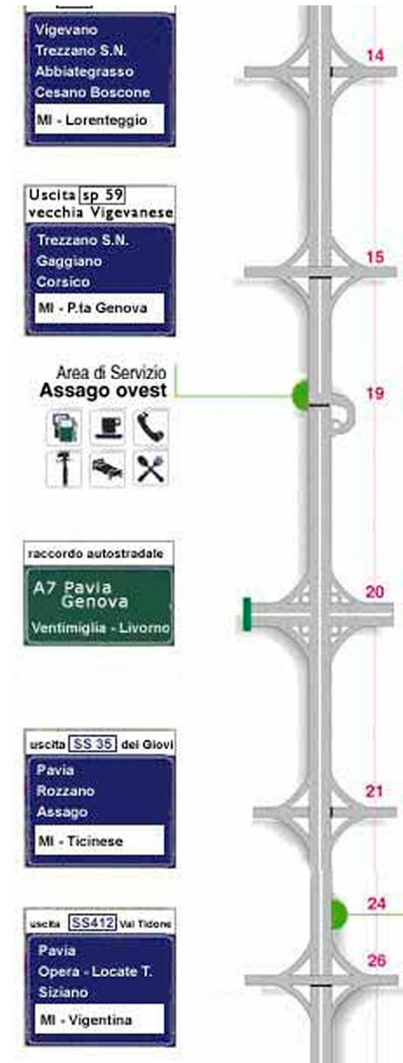 Vigevano
Trezzano S.N.
Abbiategrasso
Cesano Boscone
MI - Lorenteggio
14
Uscita sp 59
vecchia Vigevanese
Trezzano S.N.
Gaggiano
Corsico
MI - P.ta Genova
15
Area di Servizio
Assago ovest
19
raccordo autostradale
A7 Pavia
Genova
Ventimiglia - Livorno
20
uscita SS 35 dei Giovi
Pavia
Rozzano
Assago
MI - Ticinese
21
24
uscita SS412 Val Tidone
Pavia
Opera - Locate T.
Siziano
MI - Vigentina
26